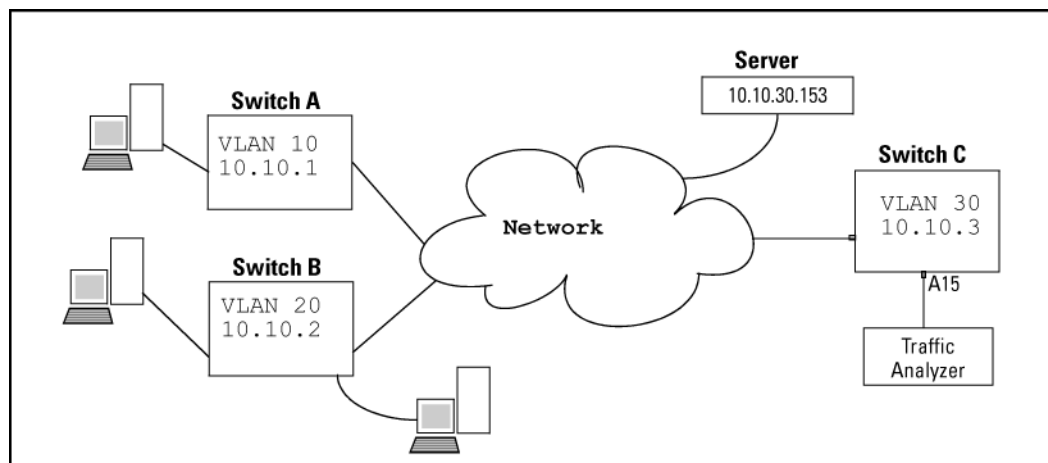 Server
10.10.30.153
Switch A
VLAN 10
10.10.1
Switch C
VLAN 30
10.10.3
Network
Switch B
VLAN 20
10.10.2
A15
Traffic
Analyzer